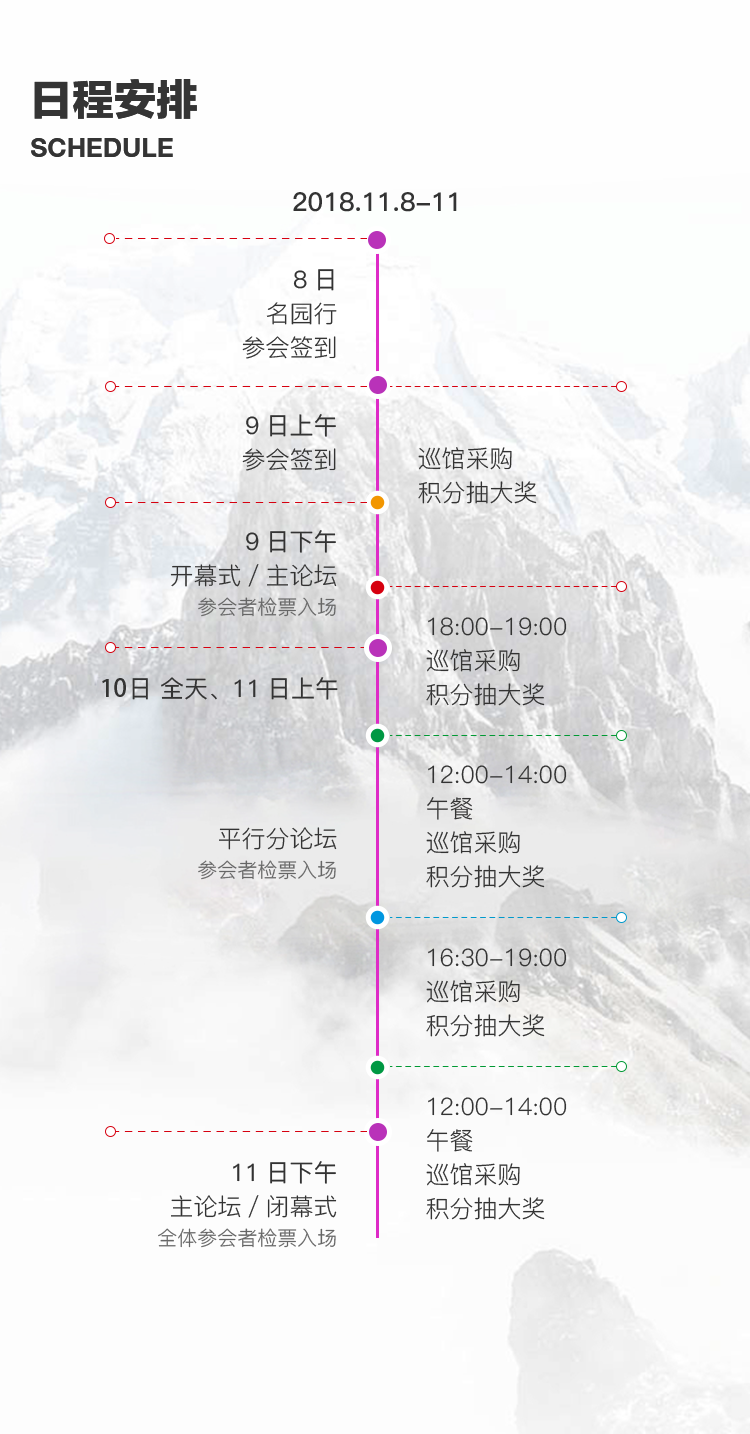 日程安排
SCHEDULE
2018.11.8-11
8 日
名园行
参会签到
9 日上午
参会签到
巡馆采购
积分抽大奖
9 日下午
开幕式 / 主论坛
参会者检票入场
18:00-19:00
巡馆采购
积分抽大奖
10日 全天、11 日上午
12:00-14:00
午餐
巡馆采购
积分抽大奖
平行分论坛
参会者检票入场
16:30-19:00
巡馆采购
积分抽大奖
12:00-14:00
午餐
巡馆采购
积分抽大奖
11 日下午
主论坛 / 闭幕式
全体参会者检票入场